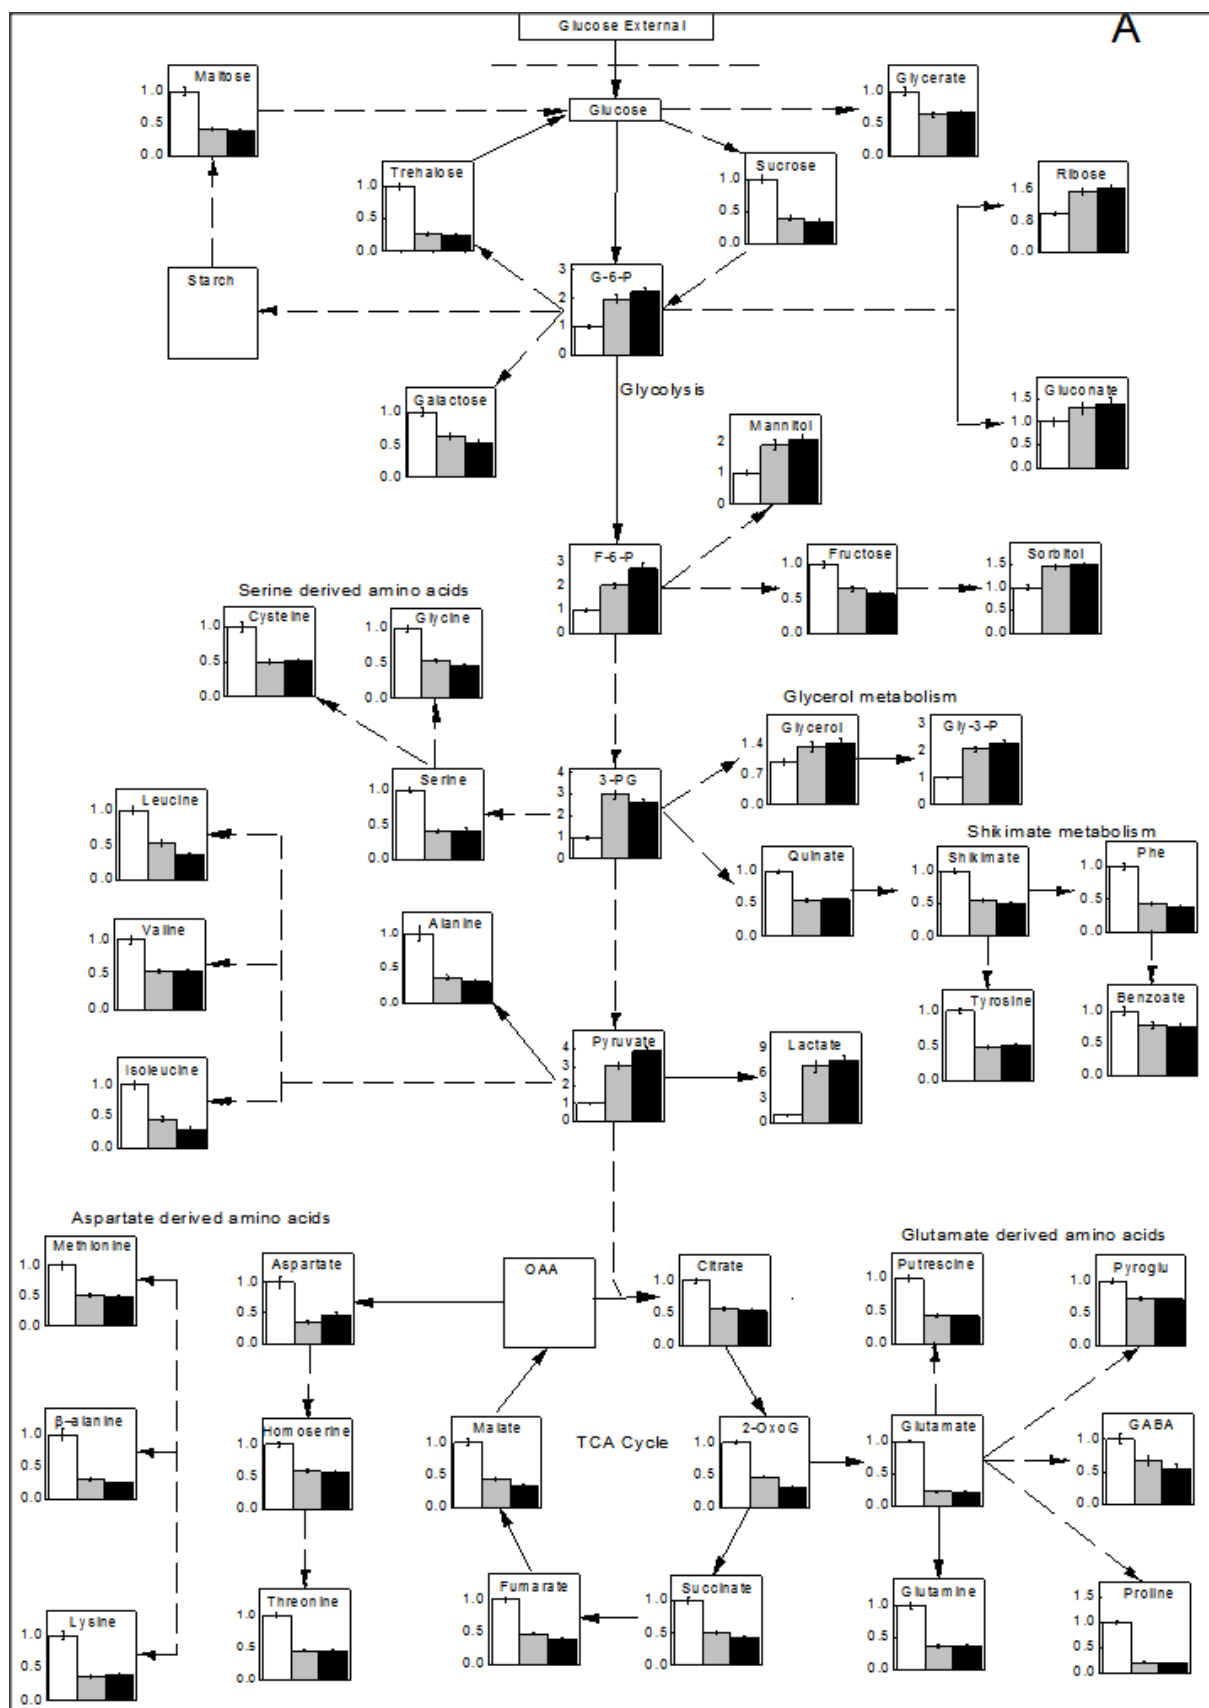 Glucose External
A
Maltose
1.0
0.5
0.0
Glucose
Glycerate
1.0
0.5
0.0
Trehalose
1.0
0.5
0.0
Sucrose
1.0
0.5
0.0
Ribose
1.6
0.8
0.0
Starch
G-6-P
3
2
1
0
Glycolysis
Galactose
1.0
0.5
0.0
Mannitol
2
1
0
Gluconate
1.5
1.0
0.5
0.0
F-6-P
3
2
1
0
Fructose
1.0
0.5
0.0
Sorbitol
1.5
1.0
0.5
0.0
Serine derived amino acids
Cysteine
1.0
0.5
0.0
Glycine
1.0
0.5
0.0
Glycerol metabolism
Glycerol
1.4
0.7
0.0
Gly-3-P
3
2
1
0
Leucine
1.0
0.5
0.0
Serine
1.0
0.5
0.0
3-PG
4
3
2
1
0
Shikimate metabolism
Quinate
1.0
0.5
0.0
Shikimate
1.0
0.5
0.0
Phe
1.0
0.5
0.0
Valine
1.0
0.5
0.0
Alanine
1.0
0.5
0.0
Tyrosine
1.0
0.5
0.0
Benzoate
1.0
0.5
0.0
Isoleucine
1.0
0.5
0.0
Pyruvate
4
3
2
1
0
Lactate
9
6
3
0
Aspartate derived amino acids
Glutamate derived amino acids
Methionine
1.0
0.5
0.0
Aspartate
1.0
0.5
0.0
OAA
Citrate
1.0
0.5
0.0
Putrescine
1.0
0.5
0.0
Pyroglu
1.0
0.5
0.0
β-alanine
1.0
0.5
0.0
Homoserine
1.0
0.5
0.0
Malate
1.0
0.5
0.0
TCA Cycle
2-OxoG
1.0
0.5
0.0
Glutamate
1.0
0.5
0.0
GABA
1.0
0.5
0.0
Lysine
1.0
0.5
0.0
Threonine
1.0
0.5
0.0
Fumarate
1.0
0.5
0.0
Succinate
1.0
0.5
0.0
Glutamine
1.0
0.5
0.0
Proline
1.5
1.0
0.5
0.0